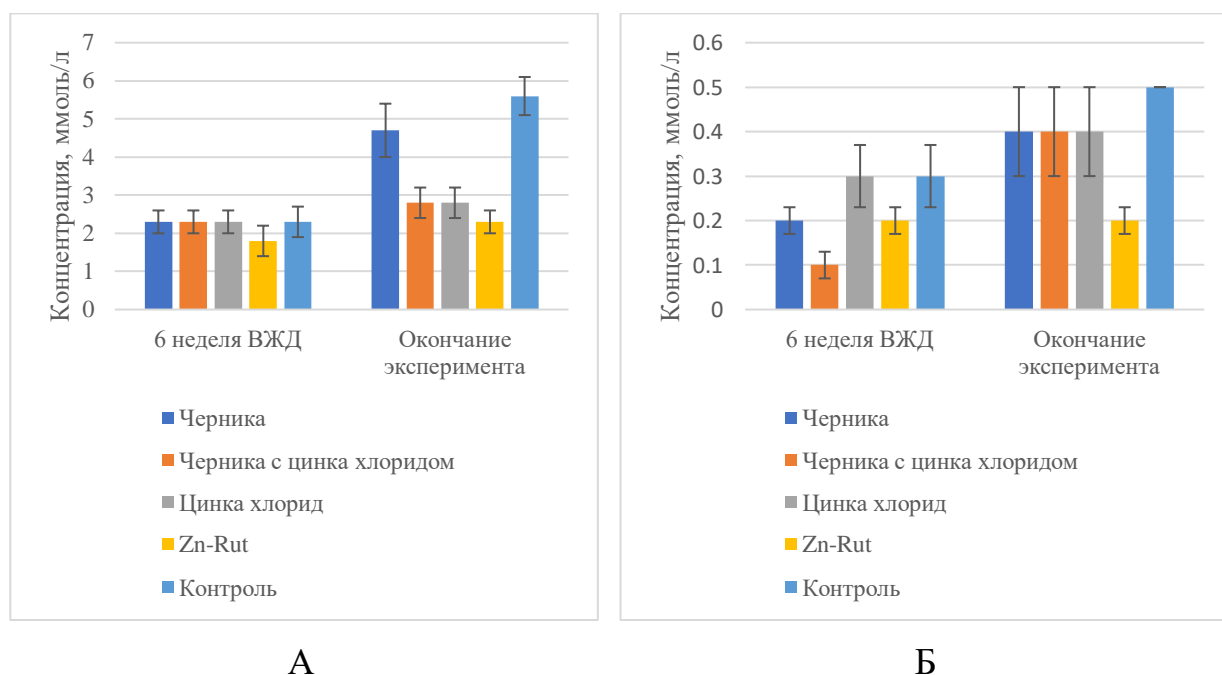 Концентрация, ммоль/л
7
6
5
4
3
2
1
0
6 неделя ВЖД
Окончание
эксперимента
Черника
Черника с цинка хлоридом
Цинка хлорид
Zn-Rut
Контроль
А
Концентрация, ммоль/л
0.6
0.5
0.4
0.3
0.2
0.1
0
6 неделя ВЖД
Окончание
эксперимента
Черника
Черника с цинка хлоридом
Цинка хлорид
Zn-Rut
Контроль
Б